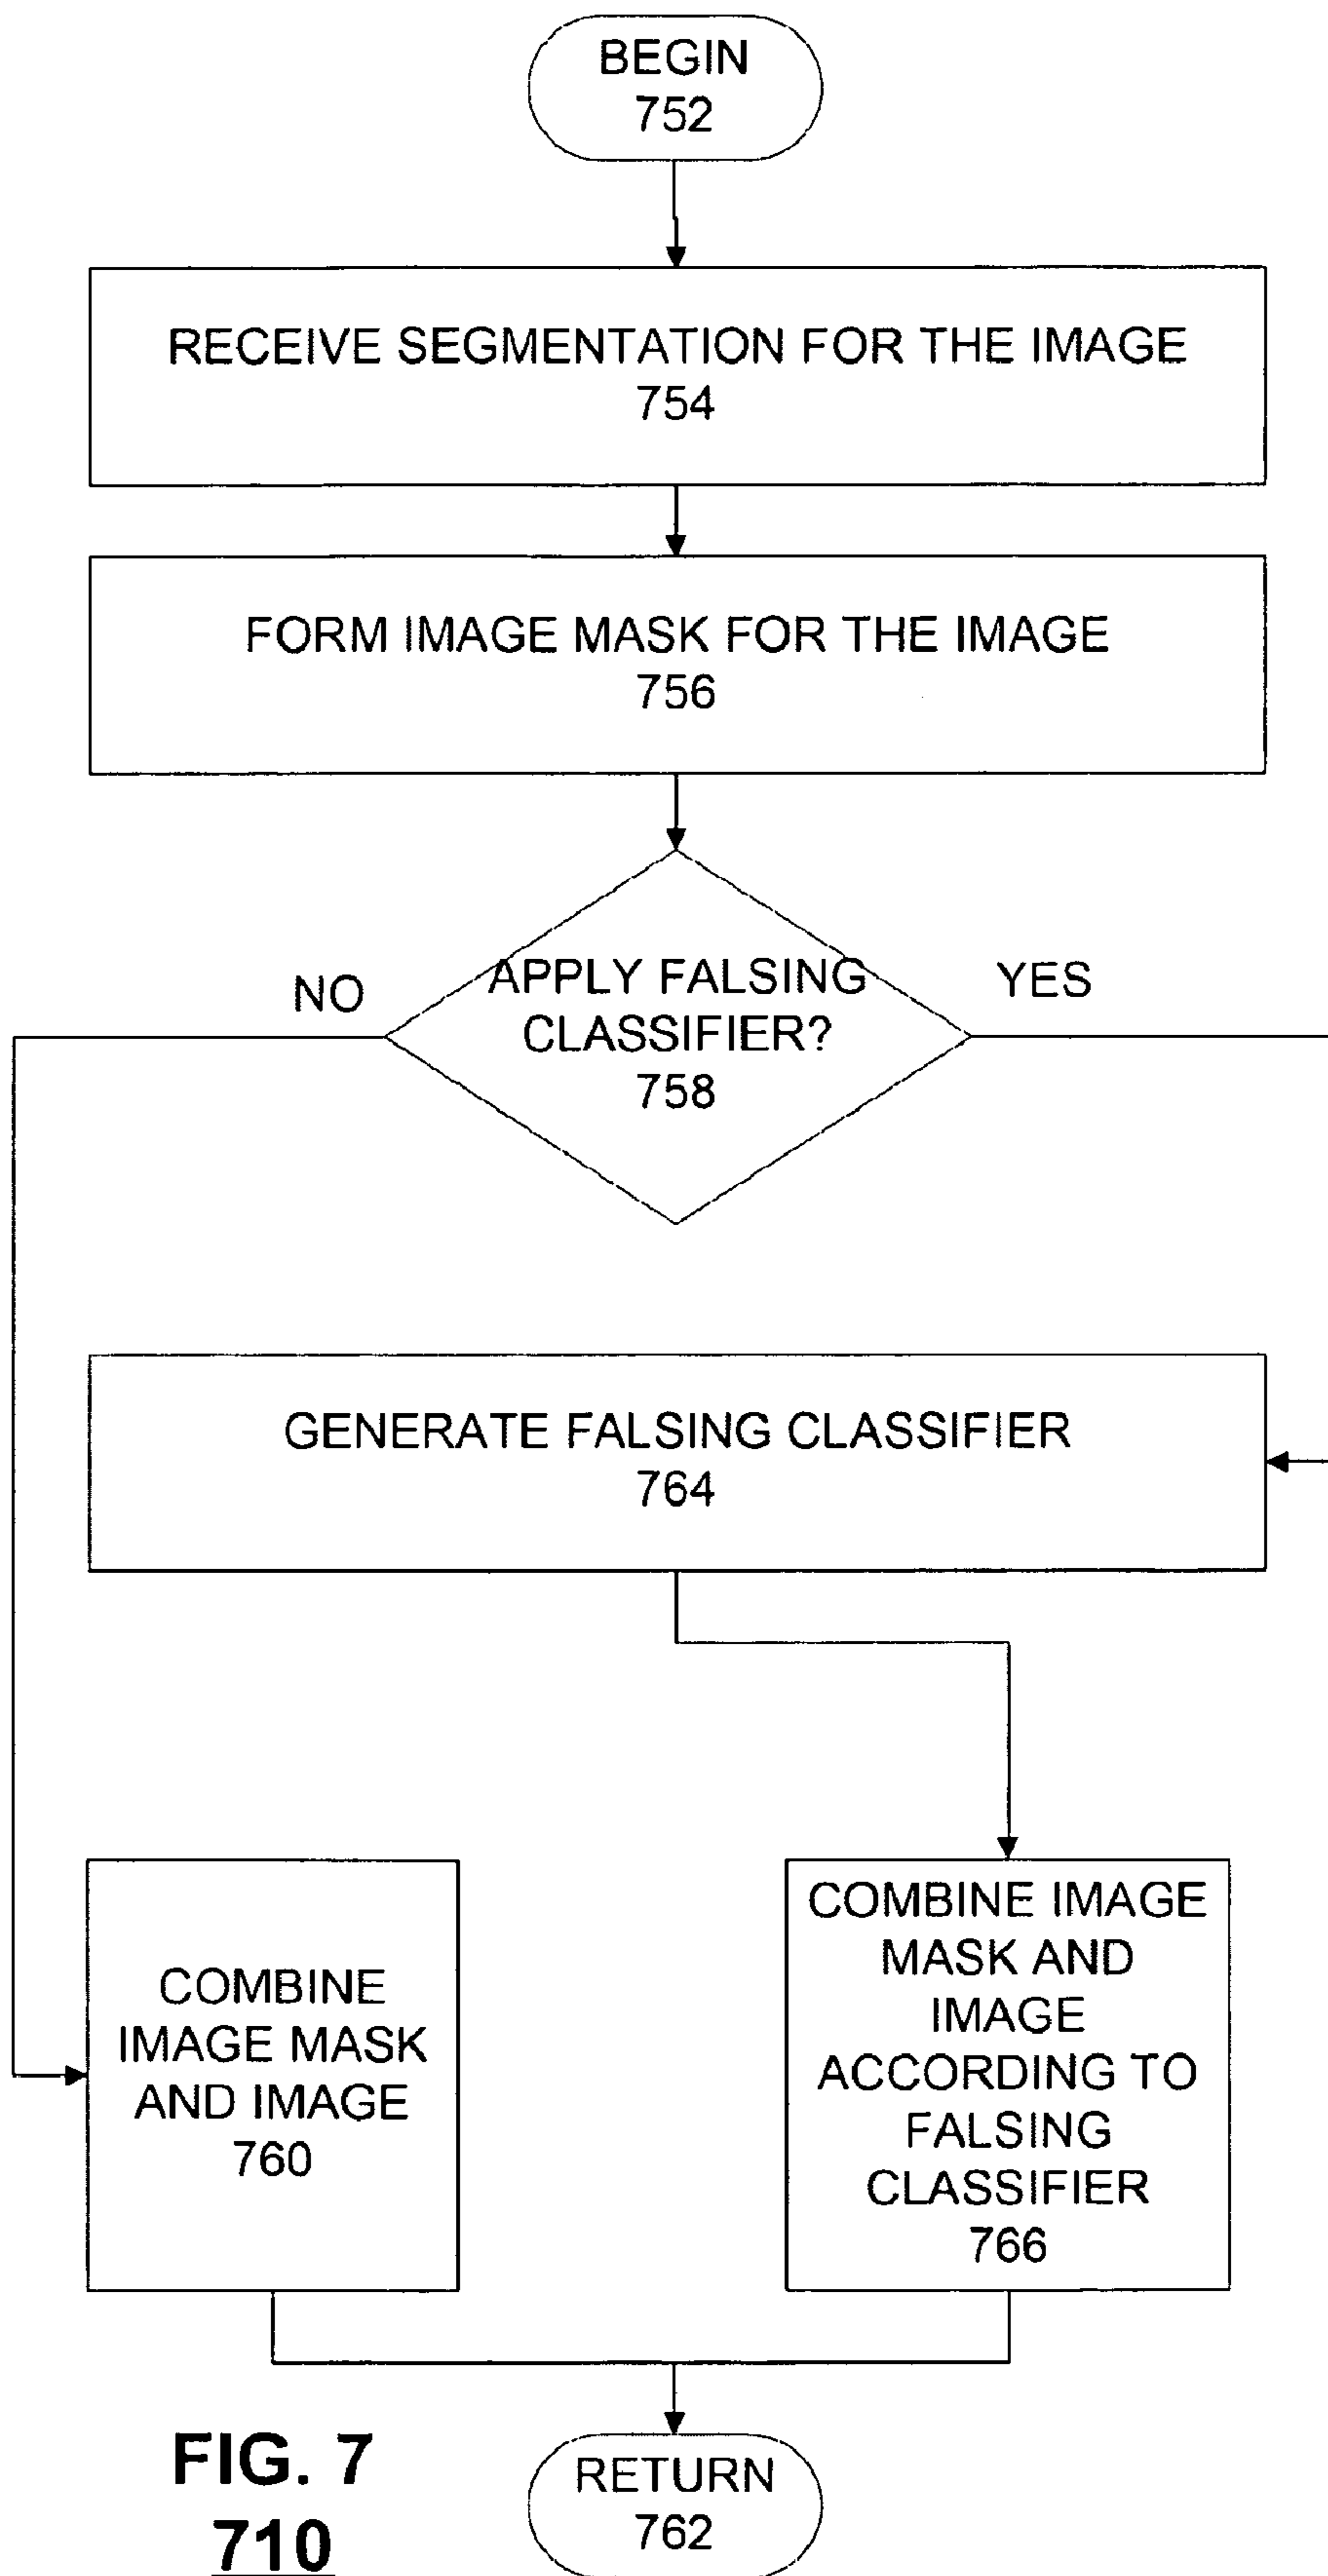 BEGIN
752
RECEIVE SEGMENTATION FOR THE IMAGE
754
FORM IMAGE MASK FOR THE IMAGE
756
NO
APPLY FALSING
CLASSIFIER?
758
YES
GENERATE FALSING CLASSIFIER
764
COMBINE
IMAGE MASK
AND IMAGE
760
COMBINE IMAGE
MASK AND
IMAGE
ACCORDING TO
FALSING
CLASSIFIER
766
FIG. 7
710
RETURN
762